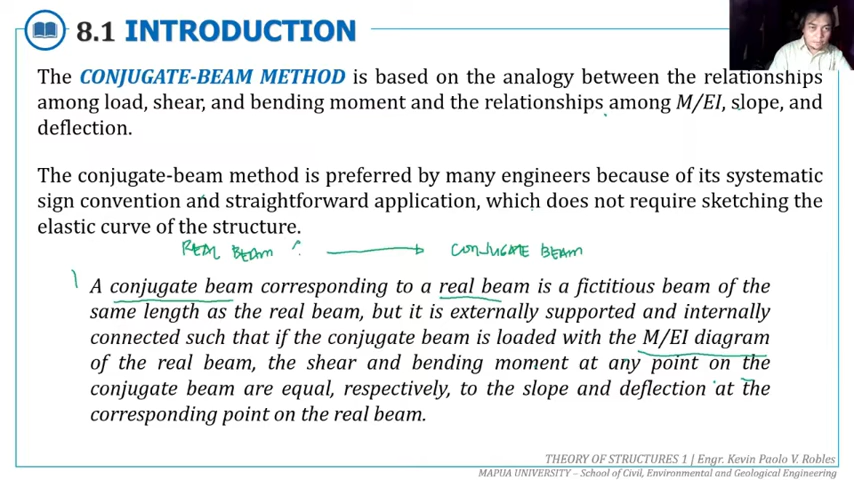 8.1 INTRODUCTION
The CONJUGATE-BEAM METHOD is based on the analogy between the relationships
among load, shear, and bending moment and the relationships among M/EI, slope, and
deflection.
The conjugate-beam method is preferred by many engineers because of its systematic
sign convention and straightforward application, which does not require sketching the
elastic curve of the structure.
REAL BEAM : CONJUGATE BEAM
A conjugate beam corresponding to a real beam is a fictitious beam of the
same length as the real beam, but it is externally supported and internally
connected such that if the conjugate beam is loaded with the M/EI diagram
of the real beam, the shear and bending moment at any point on the
conjugate beam are equal, respectively, to the slope and deflection at the
corresponding point on the real beam.
THEORY OF STRUCTURES 1 | Engr. Kevin Paolo V. Robles
MAPUA UNIVERSITY – School of Civil, Environmental and Geological Engineering